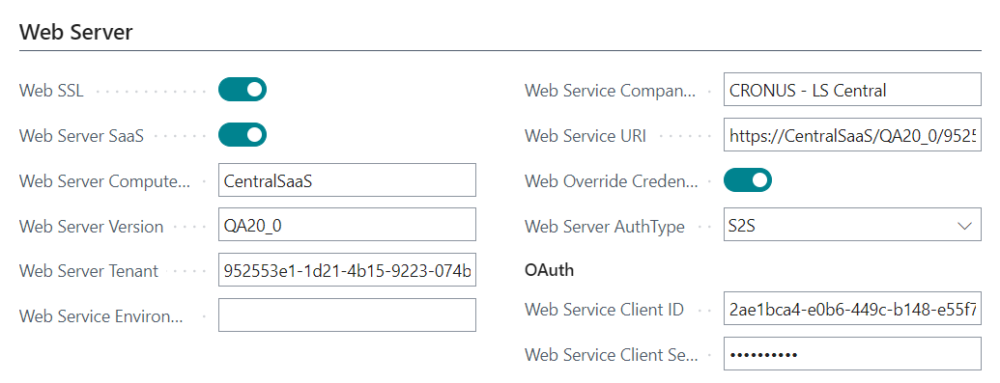 Web Server
Web SSL
Web Server SaaS
Web Server Compute...
CentralSaaS
Web Server Version
QA20_0
Web Server Tenant
952553e1-1d21-4b15-9223-074b
Web Service Environ...
Web Service Compan...
CRONUS - LS Central
Web Service URI
https://CentralSaaS/QA20_0/9525
Web Override Creden...
Web Server AuthType
S2S
OAuth
Web Service Client ID
2ae1bca4-e0b6-449c-b148-e55f7
Web Service Client Se...
••••••••••